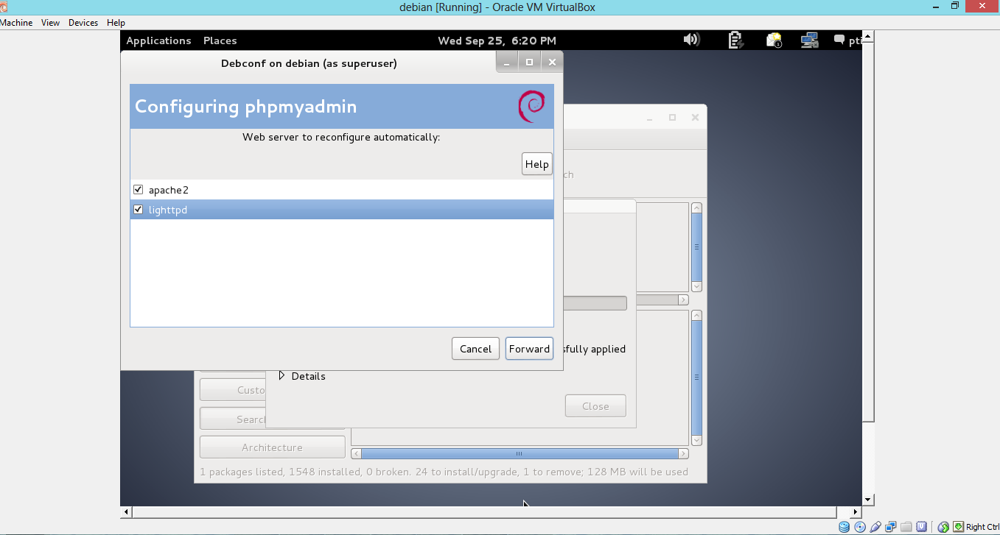 debian [Running] - Oracle VM VirtualBox
Machine View Devices Help
Applications Places Wed Sep 25, 6:20 PM
Debconf on debian (as superuser)
Configuring phpmyadmin
Web server to reconfigure automatically:
Help
ch
apache2
lighttpd
Cancel Forward
sfully applied
Details
Custo
Close
Search
Architecture
1 packages listed, 1548 installed, 0 broken. 24 to install/upgrade, 1 to remove; 128 MB will be used
Right Ctrl